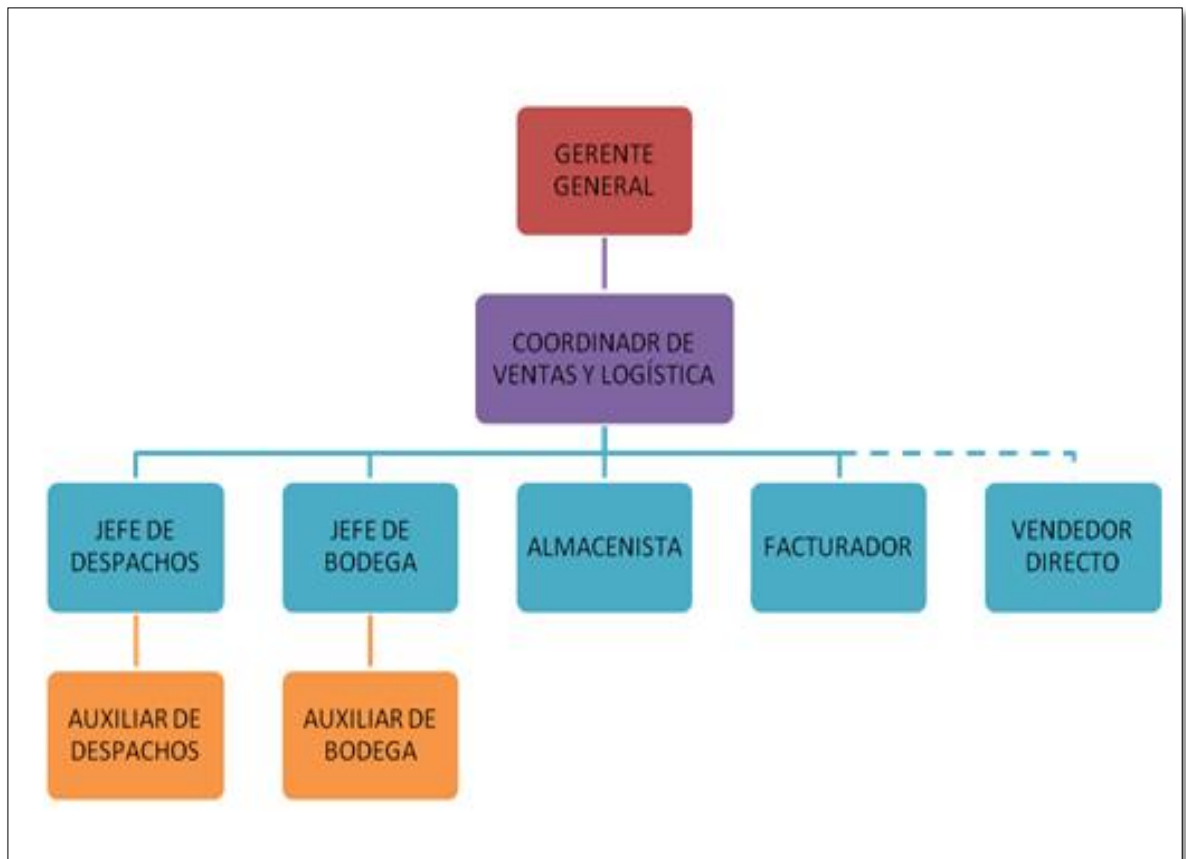 GERENTE
GENERAL
COORDINADR DE
VENTAS Y LOGÍSTICA
JEFE DE
DESPACHOS
JEFE DE
BODEGA
ALMACENISTA
FACTURADOR
VENDEDOR
DIRECTO
AUXILIAR DE
DESPACHOS
AUXILIAR DE
BODEGA